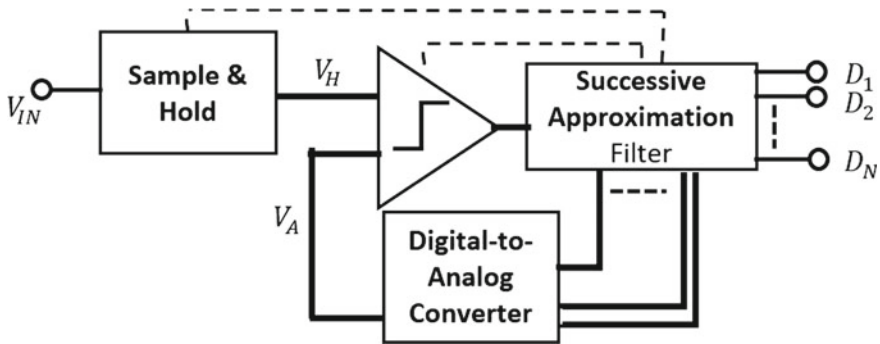 Sample &
Hold
V_IN
V_H
V_A
Successive
Approximation
Filter
D_1
D_2
D_N
Digital-to-
Analog
Converter